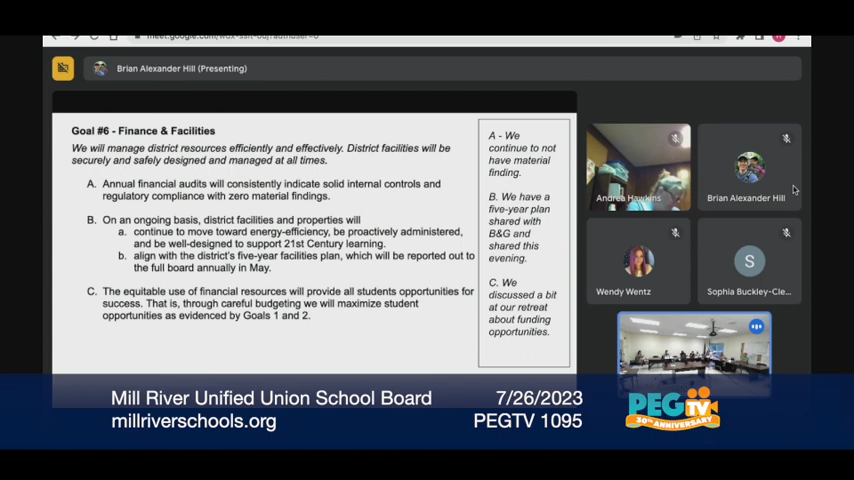 Brian Alexander Hill (Presenting)
Goal #6 - Finance & Facilities
We will manage district resources efficiently and effectively. District facilities will be
securely and safely designed and managed at all times.
A. Annual financial audits will consistently indicate solid internal controls and
regulatory compliance with zero material findings.
B. On an ongoing basis, district facilities and properties will
a. continue to move toward energy-efficiency, be proactively administered,
and be well-designed to support 21st Century learning.
b. align with the district's five-year facilities plan, which will be reported out to
the full board annually in May.
C. The equitable use of financial resources will provide all students opportunities for
success. That is, through careful budgeting we will maximize student
opportunities as evidenced by Goals 1 and 2.
A - We
continue to not
have material
finding.
B. We have a
five-year plan
shared with
B&G and
shared this
evening.
C. We
discussed a bit
at our retreat
about funding
opportunities.
Andrea Hawkins
Brian Alexander Hill
Wendy Wentz
S
Sophia Buckley-Cle...
Mill River Unified Union School Board
7/26/2023
millriverschools.org
PEGTV 1095
PEGTV
30TH ANNIVERSARY